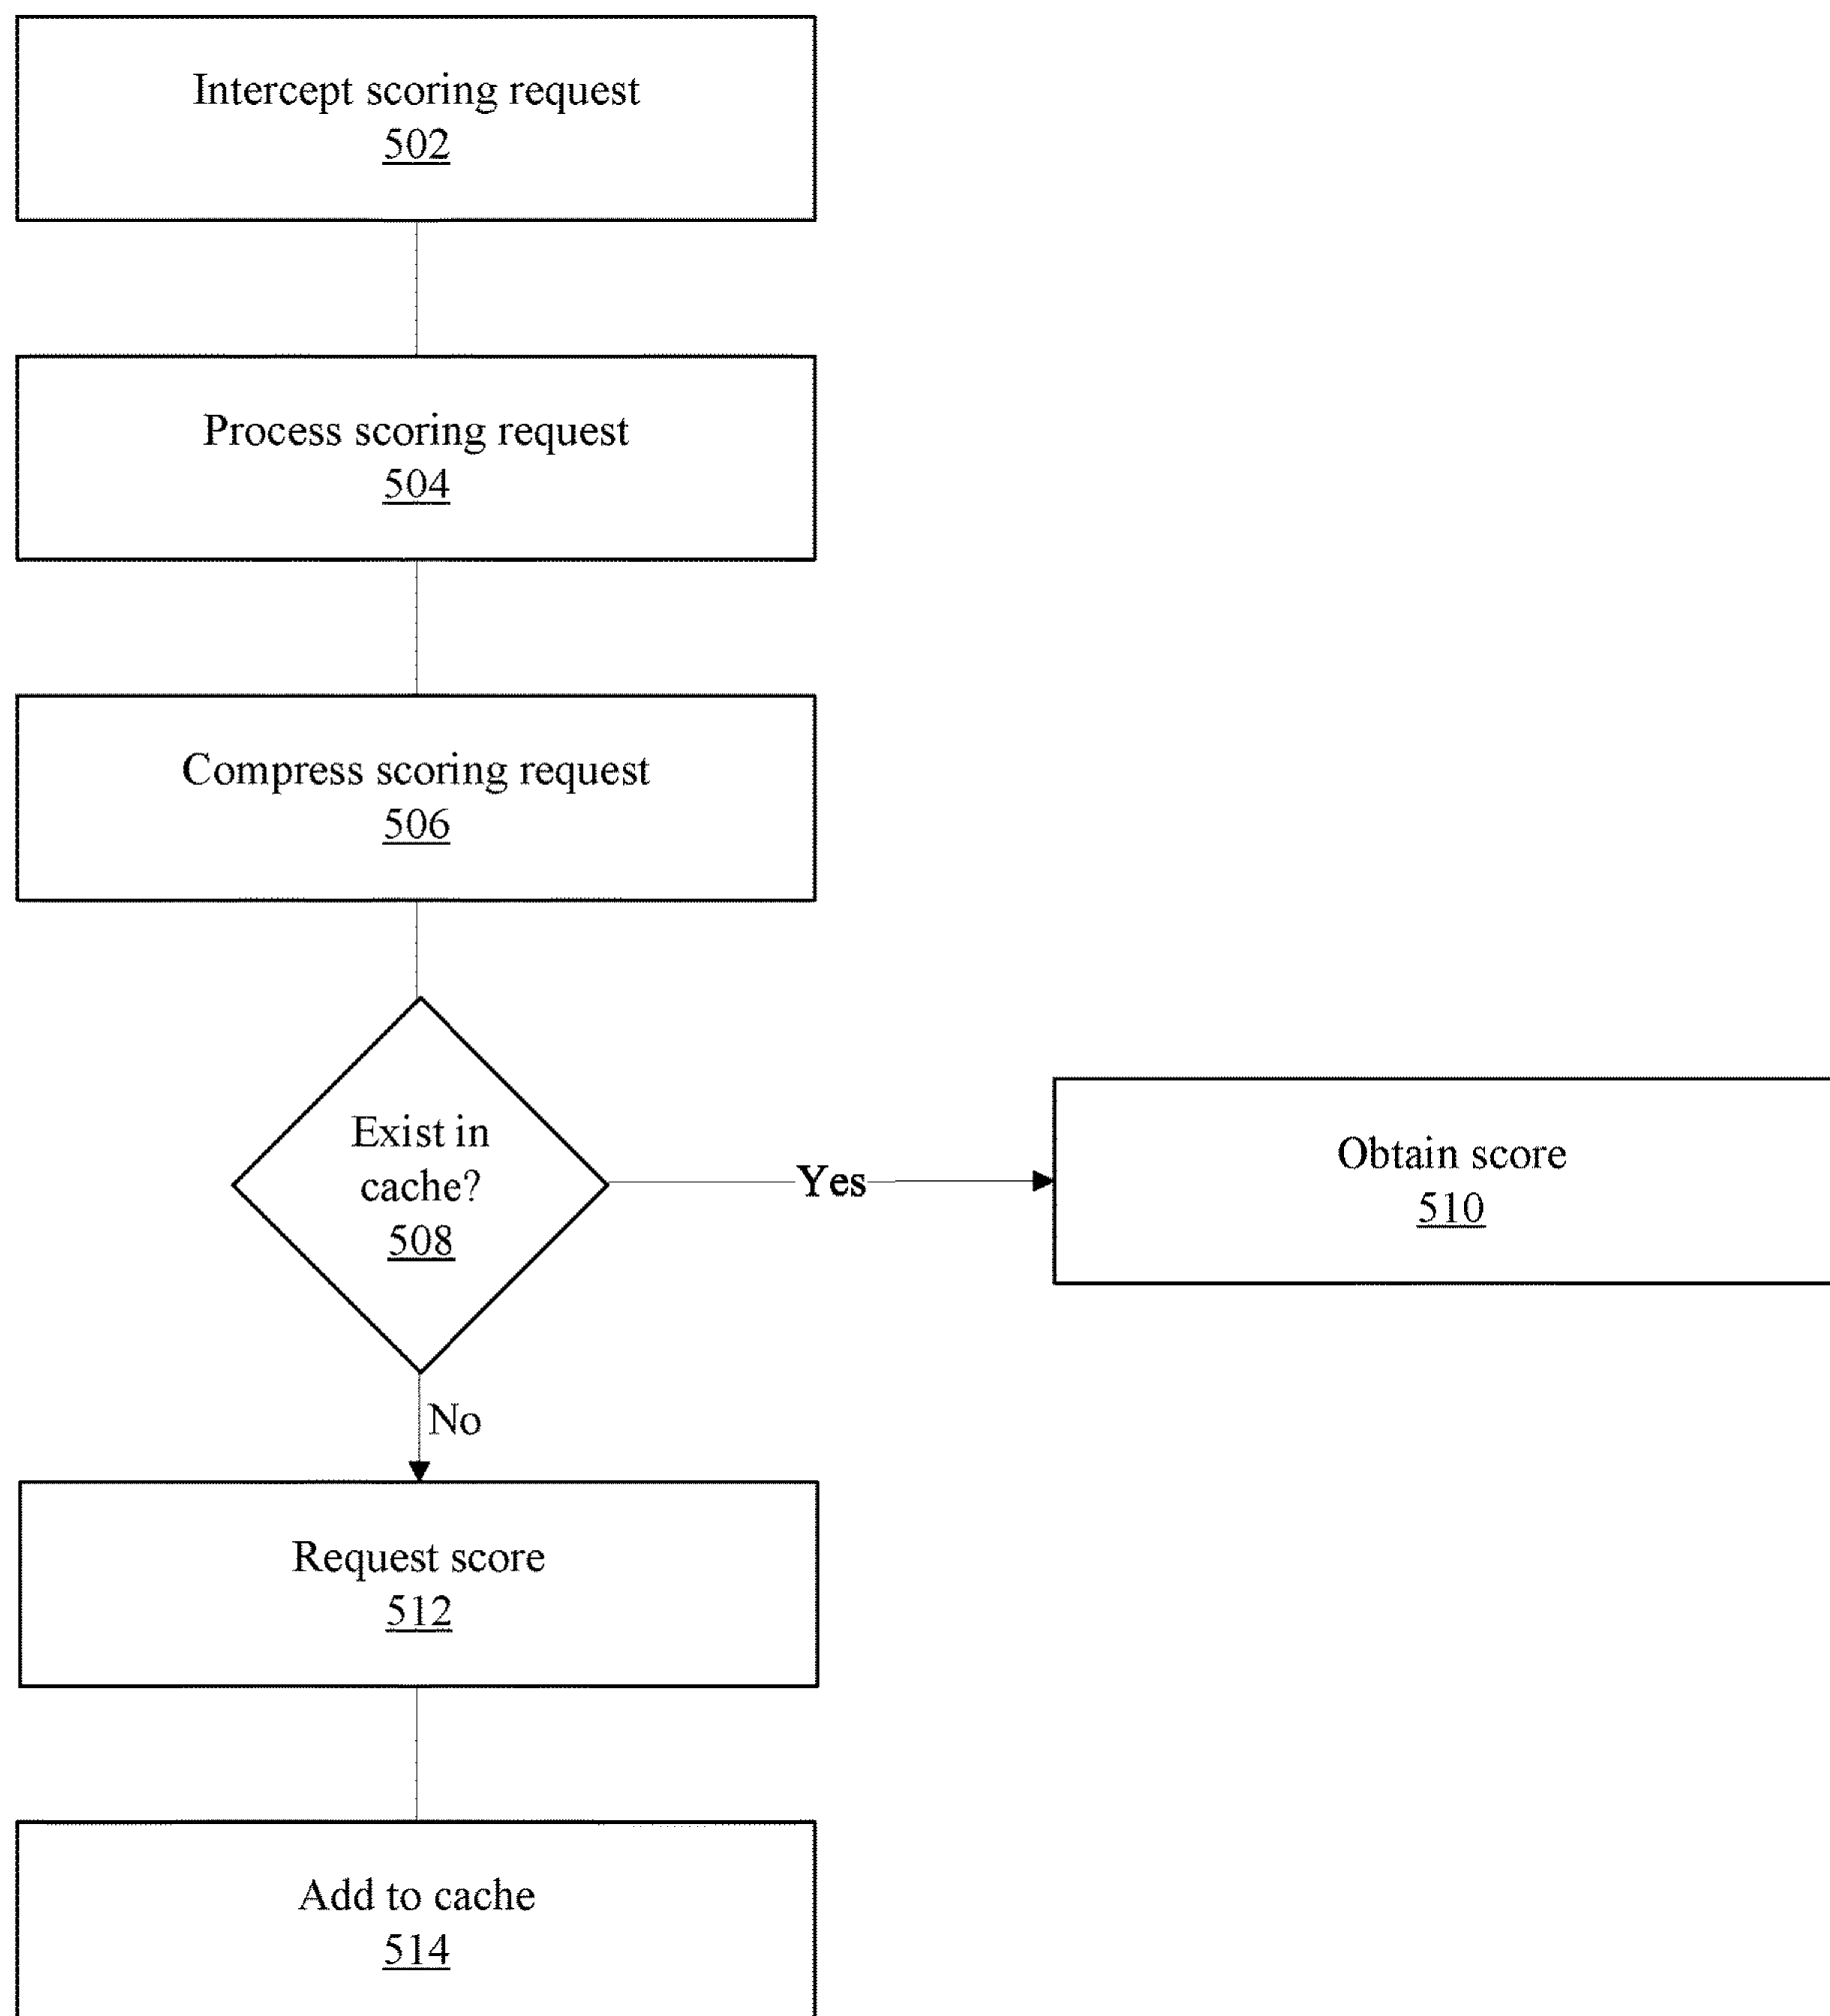 Intercept scoring request
502
Process scoring request
504
Compress scoring request
506
Exist in
cache?
508
Yes
Obtain score
510
No
Request score
512
Add to cache
514